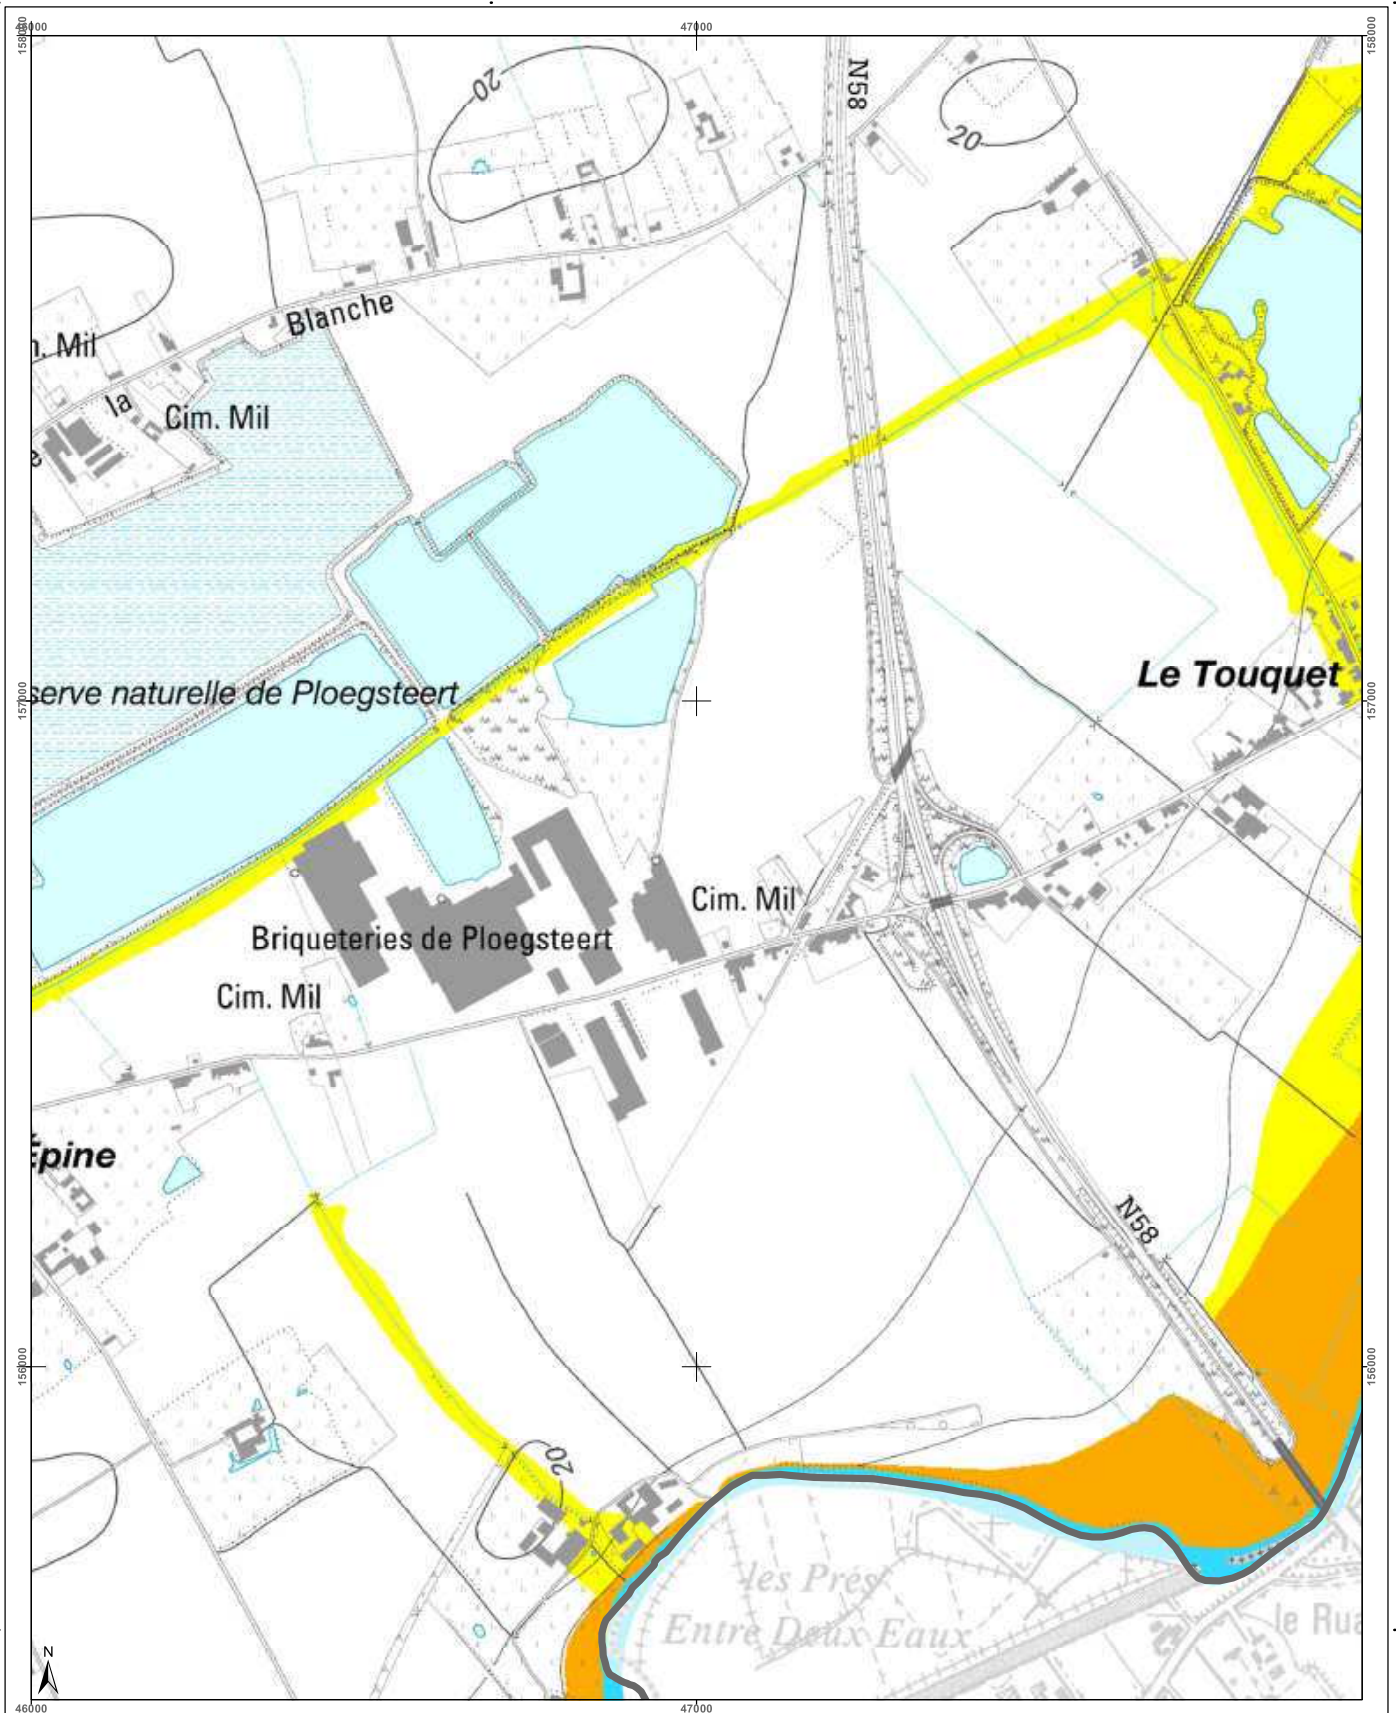 46000
47000
158000
158000
N58
20
20
Blanche
la
Mil
Cim. Mil
serve naturelle de Ploegsteert
Le Touquet
157000
157000
Cim. Mil
Briqueteries de Ploegsteert
Cim. Mil
Épine
N58
156000
156000
20
les Prés
Entre Deux Eaux
le Rua
N
46000
47000